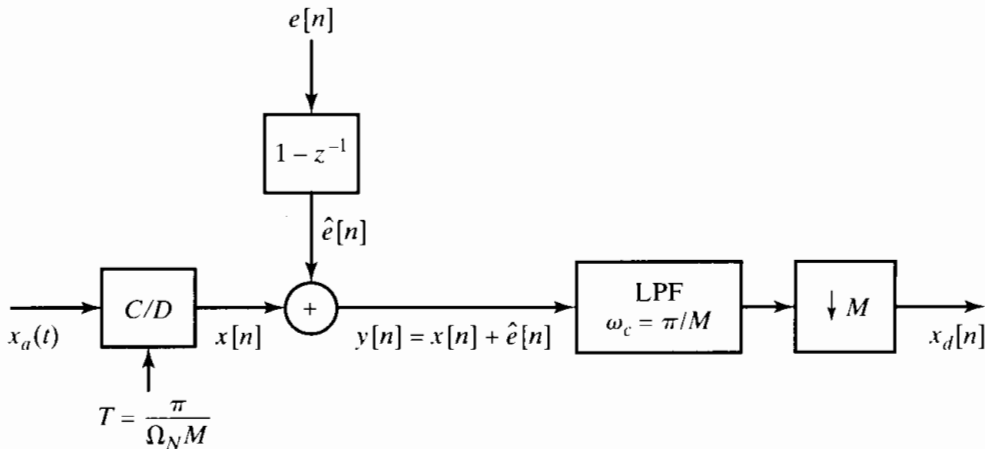 e[n]
1 − z⁻¹
ê[n]
C/D
+
LPF
ω_c = π/M
↓ M
x_a(t)
x[n]
y[n] = x[n] + ê[n]
x_d[n]
T = π/(Ω_N M)